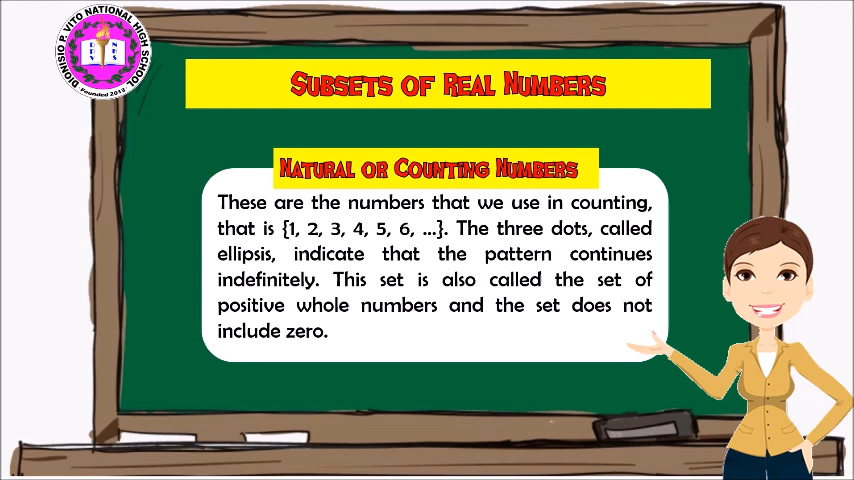 DIONISIO P. VITO NATIONAL HIGH SCHOOL
D P V
N H S
Founded 2013
SUBSETS OF REAL NUMBERS
NATURAL OR COUNTING NUMBERS
These are the numbers that we use in counting,
that is {1, 2, 3, 4, 5, 6, ...}. The three dots, called
ellipsis, indicate that the pattern continues
indefinitely. This set is also called the set of
positive whole numbers and the set does not
include zero.